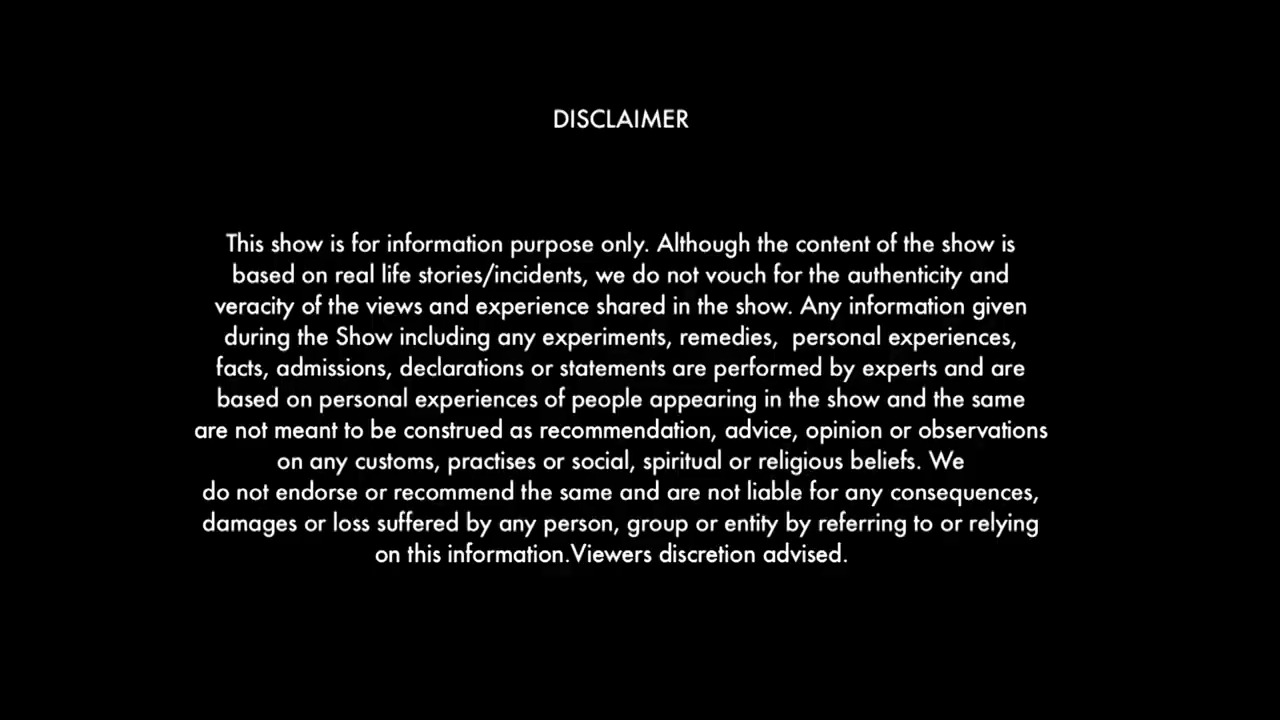 DISCLAIMER
This show is for information purpose only. Although the content of the show is
based on real life stories/incidents, we do not vouch for the authenticity and
veracity of the views and experience shared in the show. Any information given
during the Show including any experiments, remedies,  personal experiences,
facts, admissions, declarations or statements are performed by experts and are
based on personal experiences of people appearing in the show and the same
are not meant to be construed as recommendation, advice, opinion or observations
on any customs, practises or social, spiritual or religious beliefs. We
do not endorse or recommend the same and are not liable for any consequences,
damages or loss suffered by any person, group or entity by referring to or relying
on this information.Viewers discretion advised.